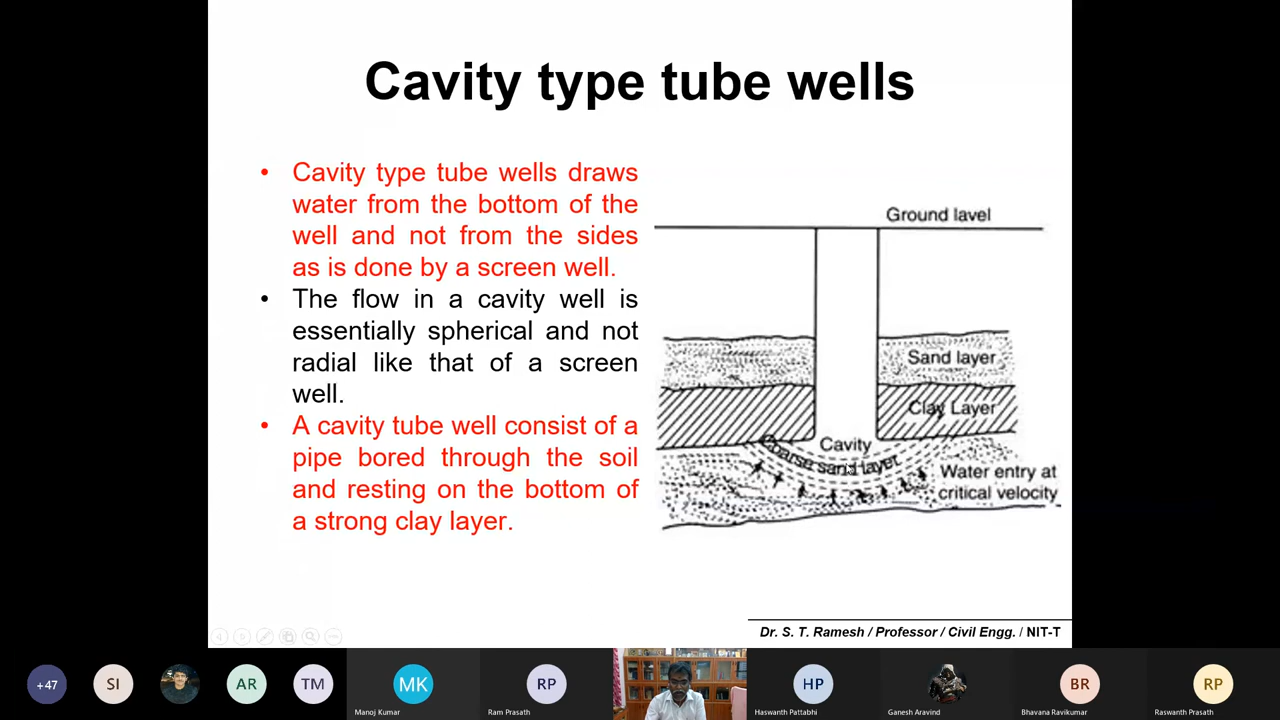 Cavity type tube wells
• Cavity type tube wells draws
water from the bottom of the
well and not from the sides
as is done by a screen well.
• The flow in a cavity well is
essentially spherical and not
radial like that of a screen
well.
• A cavity tube well consist of a
pipe bored through the soil
and resting on the bottom of
a strong clay layer.
Ground lavel
Sand layer
Clay Layer
Cavity
Coarse sand layet
Water entry at
critical velocity
Dr. S. T. Ramesh / Professor / Civil Engg. / NIT-T
+47
SI
AR
TM
MK
Manoj Kumar
RP
Ram Prasath
HP
Haswanth Pattabhi
Ganesh Aravind
BR
Bhavana Ravikumar
RP
Raswanth Prasath